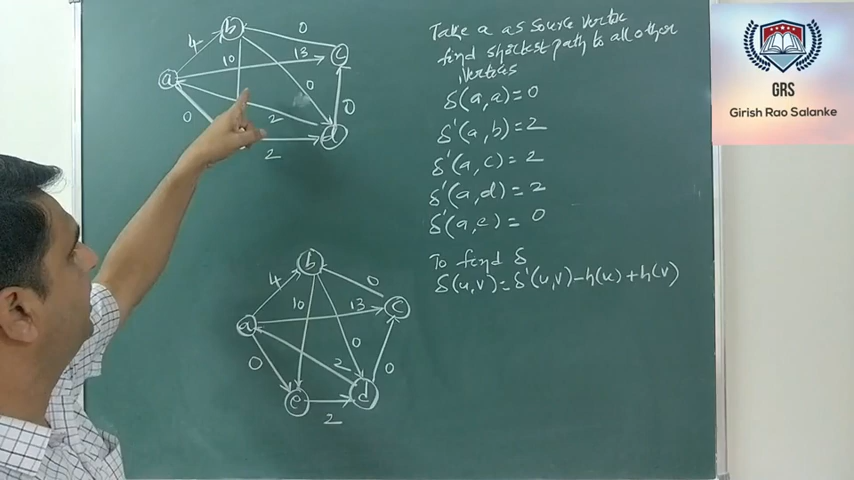 Take a as source vertex
find shortest path to all other
vertices
δ(a,a)=0
δ'(a,b)=2
δ'(a,c)=2
δ'(a,d)=2
δ'(a,e)=0
To find δ
δ(u,v)=δ'(u,v)-h(u)+h(v)
b
0
4
10
13
c
a
0
0
0
2
2
b
4
0
10
13
c
a
0
0
2
0
d
e
2
GRS
Girish Rao Salanke